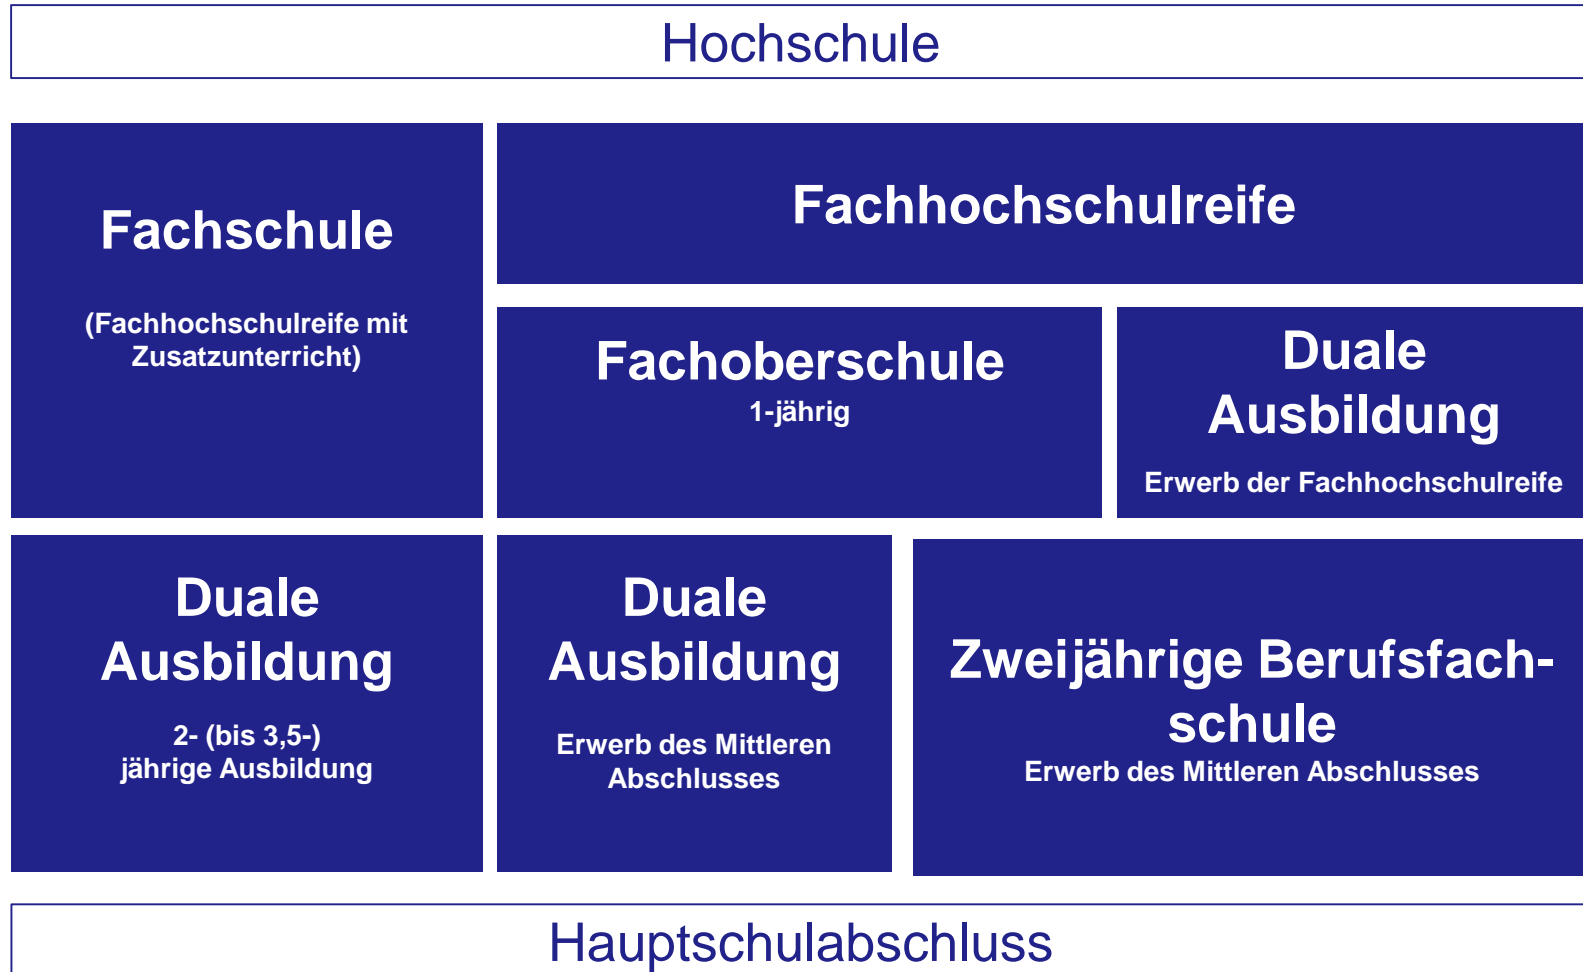 Hochschule
Fachschule
(Fachhochschulreife mit
Zusatzunterricht)
Fachhochschulreife
Fachoberschule
1-jährig
Duale
Ausbildung
Erwerb der Fachhochschulreife
Duale
Ausbildung
2- (bis 3,5-)
jährige Ausbildung
Duale
Ausbildung
Erwerb des Mittleren
Abschlusses
Zweijährige Berufsfach-
schule
Erwerb des Mittleren Abschlusses
Hauptschulabschluss